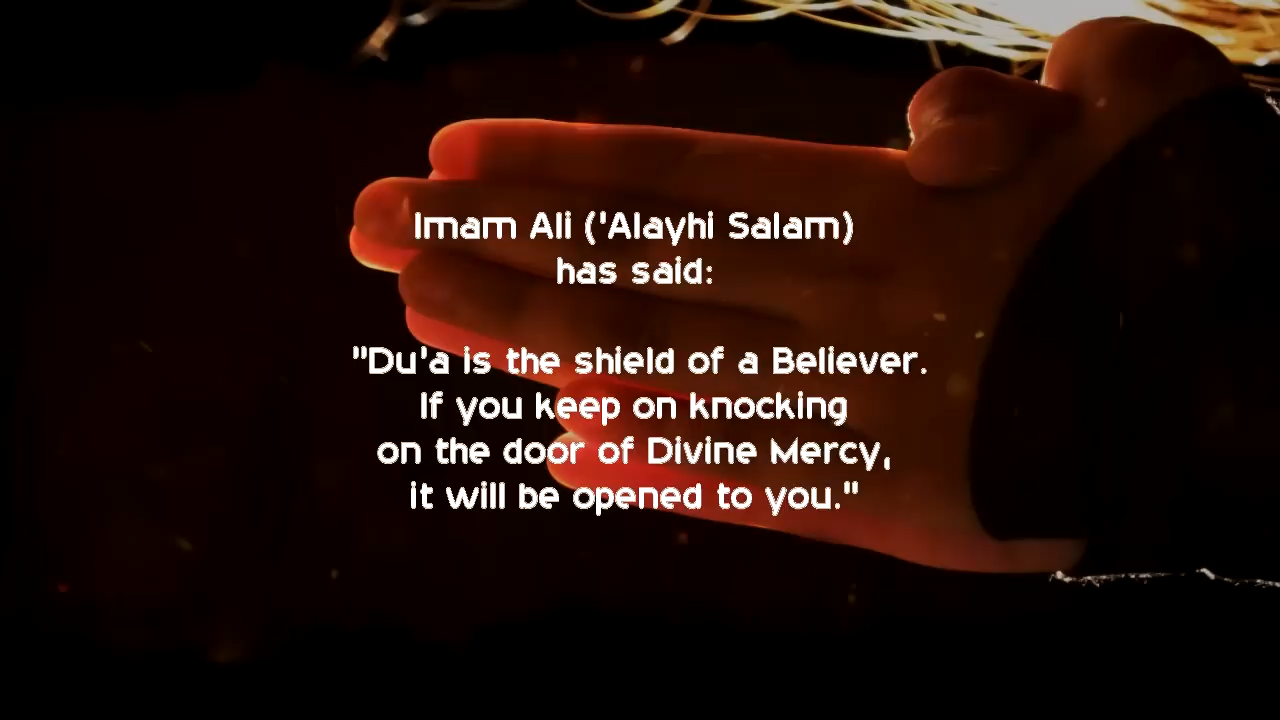 Imam Ali ('Alayhi Salam)
has said:
"Du'a is the shield of a Believer.
If you keep on knocking
on the door of Divine Mercy,
it will be opened to you."